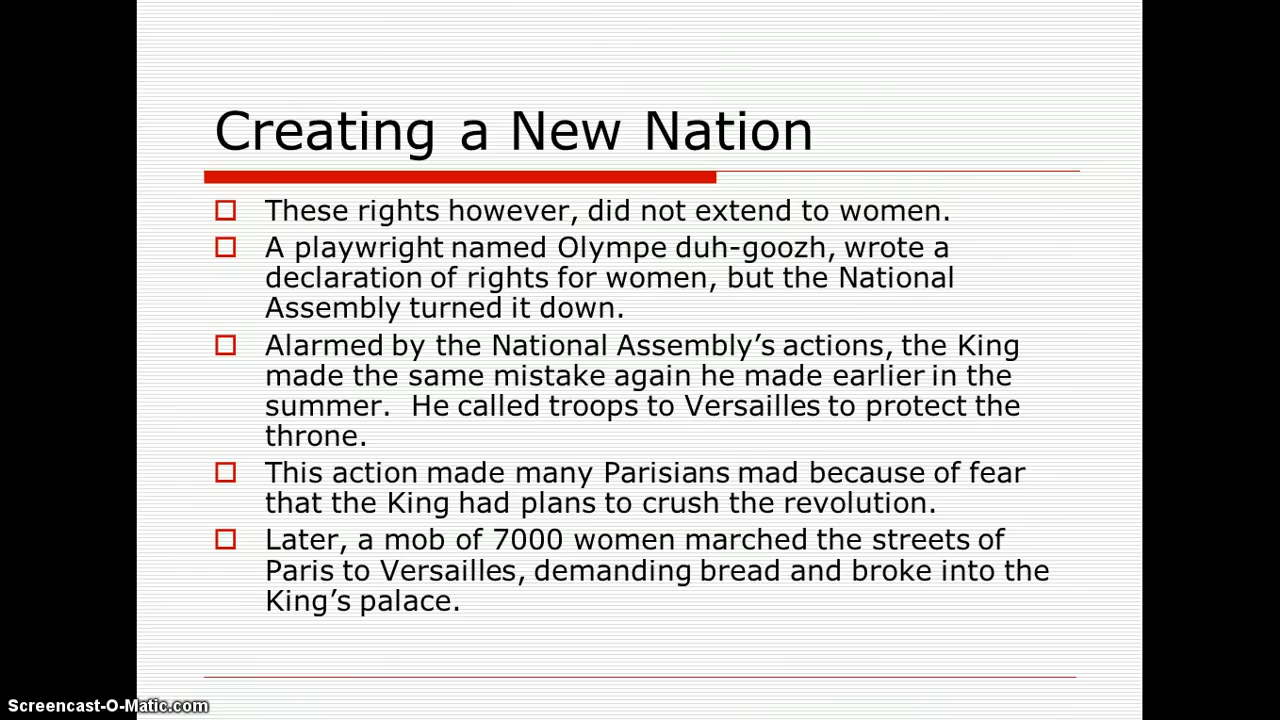 Creating a New Nation
These rights however, did not extend to women.
A playwright named Olympe duh-goozh, wrote a
declaration of rights for women, but the National
Assembly turned it down.
Alarmed by the National Assembly’s actions, the King
made the same mistake again he made earlier in the
summer.  He called troops to Versailles to protect the
throne.
This action made many Parisians mad because of fear
that the King had plans to crush the revolution.
Later, a mob of 7000 women marched the streets of
Paris to Versailles, demanding bread and broke into the
King’s palace.
Screencast-O-Matic.com